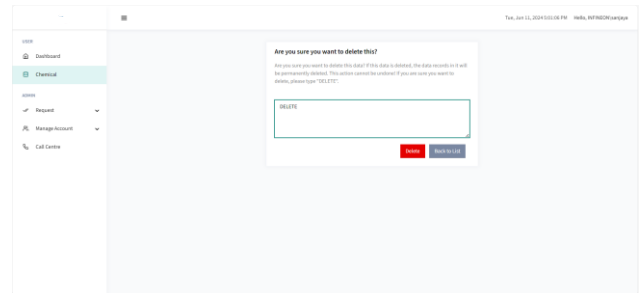 Tue, Jun 11, 2024 5:51:08 PM Hello, INFINEON\sanjaya
USER
Dashboard
Chemical
ADMIN
Request
Manage Account
Call Centre
Are you sure you want to delete this?
Are you sure you want to delete this data? If this data is deleted, the data records in it will
be permanently deleted. This action cannot be undone! If you are sure you want to
delete, please type "DELETE".
DELETE
Delete
Back to List